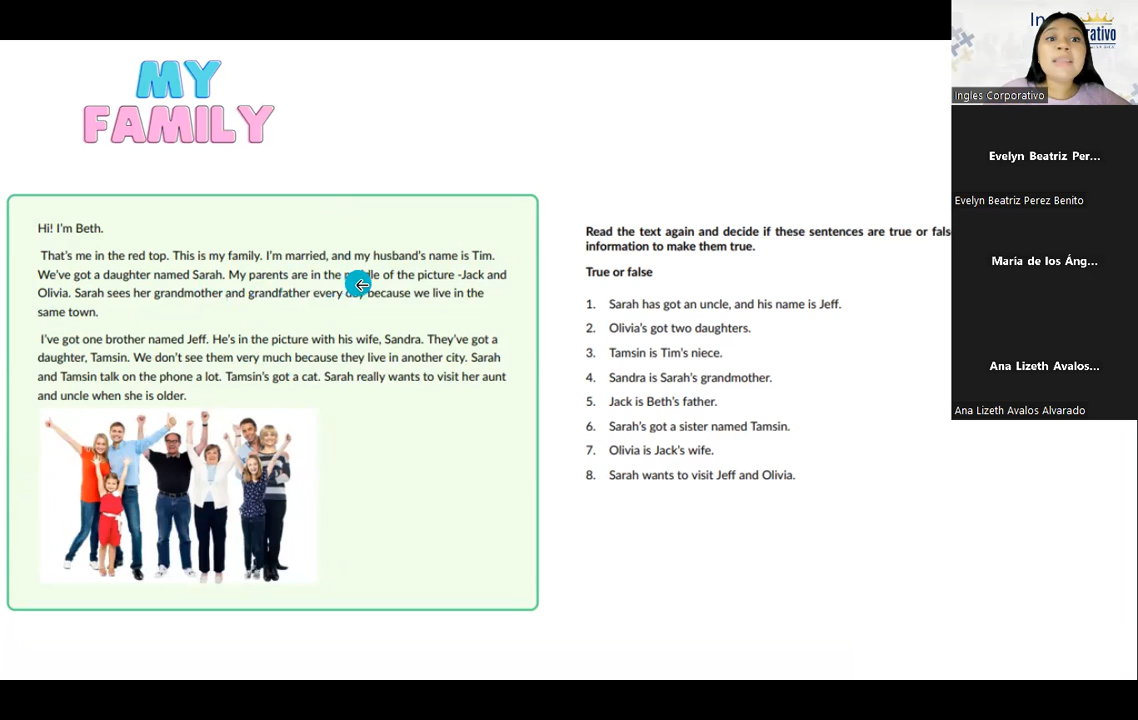 MY
FAMILY
Hi! I'm Beth.
That's me in the red top. This is my family. I'm married, and my husband's name is Tim.
We've got a daughter named Sarah. My parents are in the of the picture -Jack and
Olivia. Sarah sees her grandmother and grandfather every because we live in the
same town.
I've got one brother named Jeff. He's in the picture with his wife, Sandra. They've got a
daughter, Tamsin. We don't see them very much because they live in another city. Sarah
and Tamsin talk on the phone a lot. Tamsin's got a cat. Sarah really wants to visit her aunt
and uncle when she is older.
Read the text again and decide if these sentences are true or fals
information to make them true.
True or false
1. Sarah has got an uncle, and his name is Jeff.
2. Olivia's got two daughters.
3. Tamsin is Tim's niece.
4. Sandra is Sarah's grandmother.
5. Jack is Beth's father.
6. Sarah's got a sister named Tamsin.
7. Olivia is Jack's wife.
8. Sarah wants to visit Jeff and Olivia.
In
rativo
Ingles Corporativo
Evelyn Beatriz Per...
Evelyn Beatriz Perez Benito
Maria de los Áng...
Ana Lizeth Avalos...
Ana Lizeth Avalos Alvarado